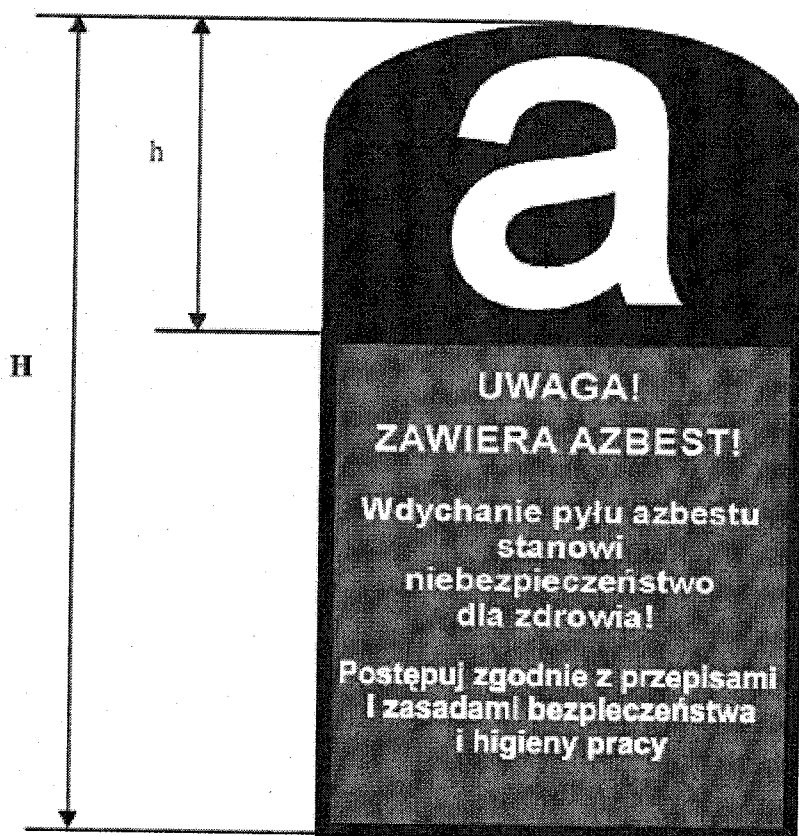 h
a
H
UWAGA!
ZAWIERA AZBEST!
Wdychanie pyłu azbestu
stanowi
niebezpieczeństwo
dla zdrowia!
Postępuj zgodnie z przepisami
i zasadami bezpieczeństwa
i higieny pracy